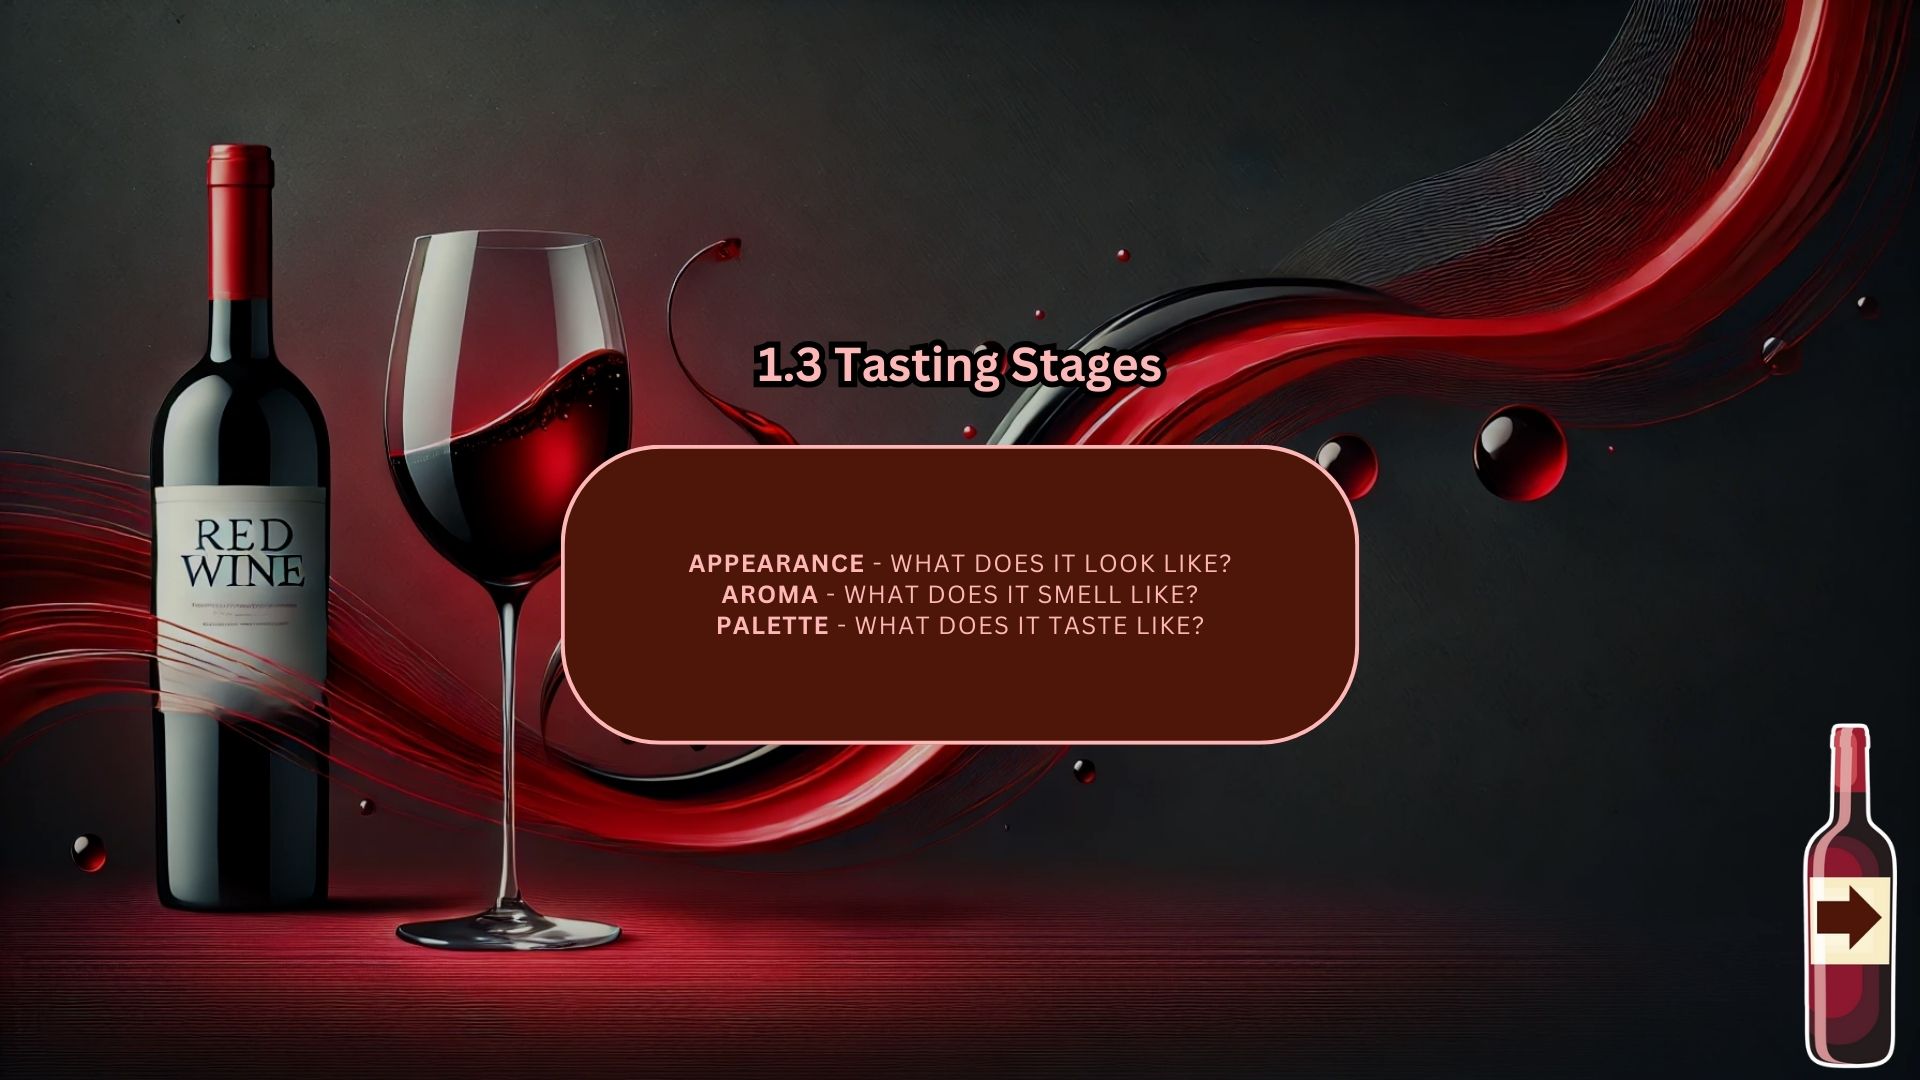 1.3 Tasting Stages
RED
WINE
APPEARANCE - WHAT DOES IT LOOK LIKE?
AROMA - WHAT DOES IT SMELL LIKE?
PALETTE - WHAT DOES IT TASTE LIKE?